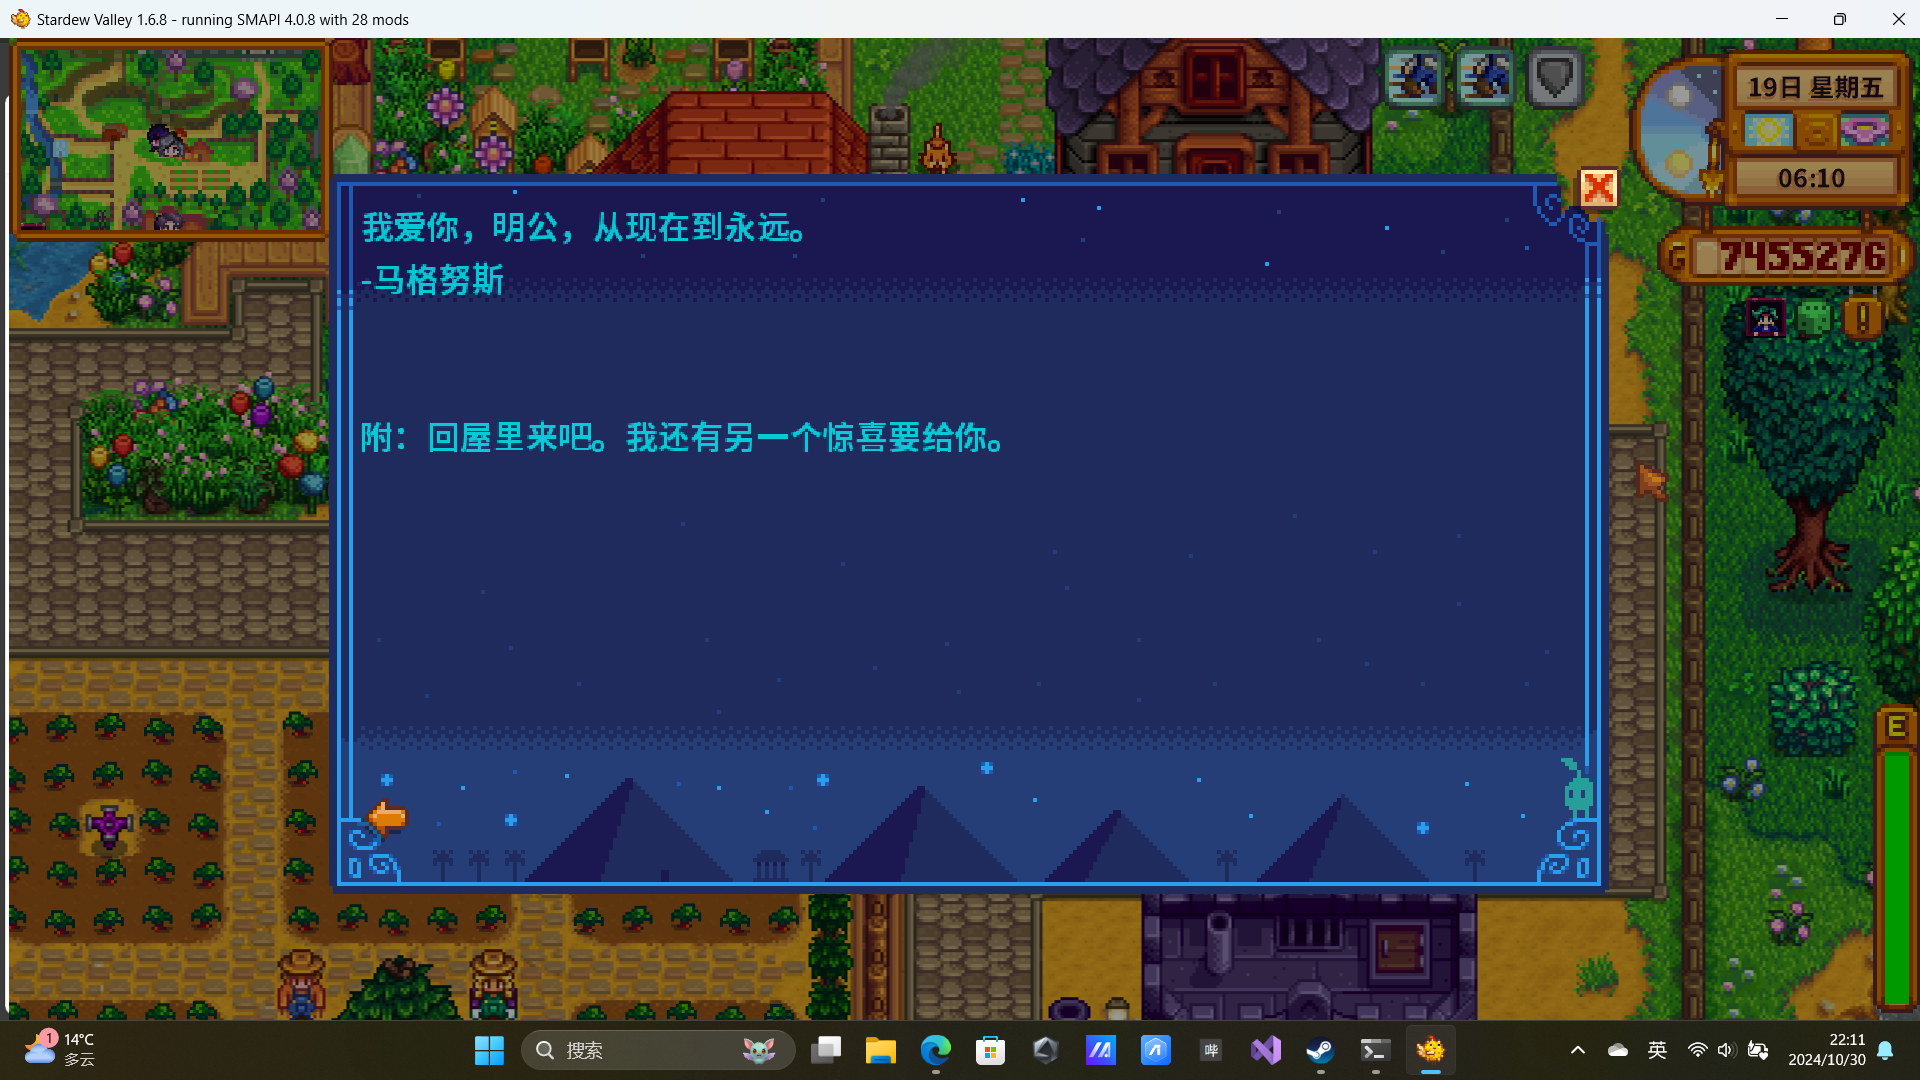 Stardew Valley 1.6.8 - running SMAPI 4.0.8 with 28 mods
19日 星期五
06:10
G 7455276
我爱你，明公，从现在到永远。
-马格努斯
附：回屋里来吧。我还有另一个惊喜要给你。
E
1
14°C
多云
搜索
哔
英
22:11
2024/10/30